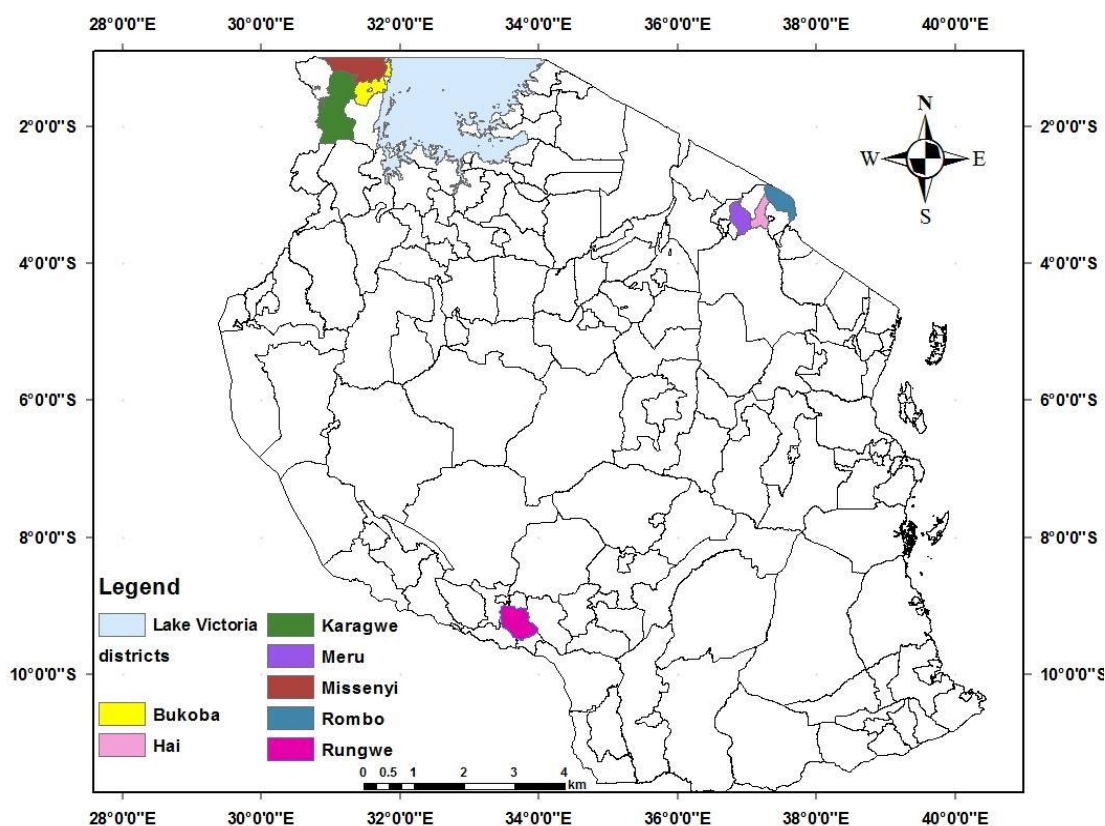 28°0'0"E 30°0'0"E 32°0'0"E 34°0'0"E 36°0'0"E 38°0'0"E 40°0'0"E
N
W E
S
2°0'0"S 2°0'0"S
4°0'0"S 4°0'0"S
6°0'0"S 6°0'0"S
8°0'0"S 8°0'0"S
10°0'0"S 10°0'0"S
Legend
Lake Victoria
districts
Bukoba
Hai
Karagwe
Meru
Missenyi
Rombo
Rungwe
0 0.5 1 2 3 4
km
28°0'0"E 30°0'0"E 32°0'0"E 34°0'0"E 36°0'0"E 38°0'0"E 40°0'0"E